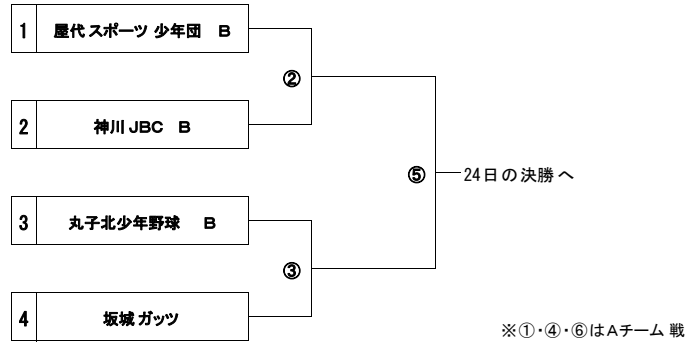 1 屋代スポーツ少年団 B
②
2 神川JBC B
⑤ 24日の決勝へ
3 丸子北少年野球 B
③
4 坂城ガッツ
※①・④・⑥はAチーム戦